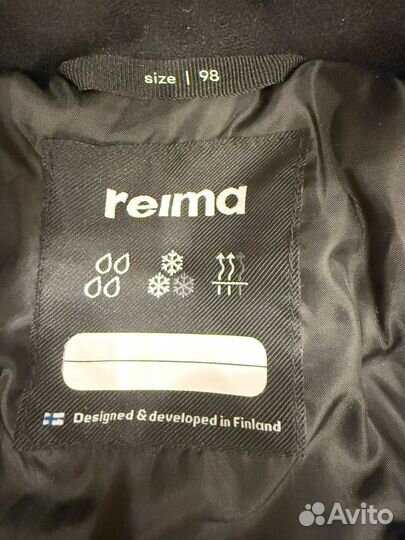 size | 98
reima
Designed & developed in Finland
Avito